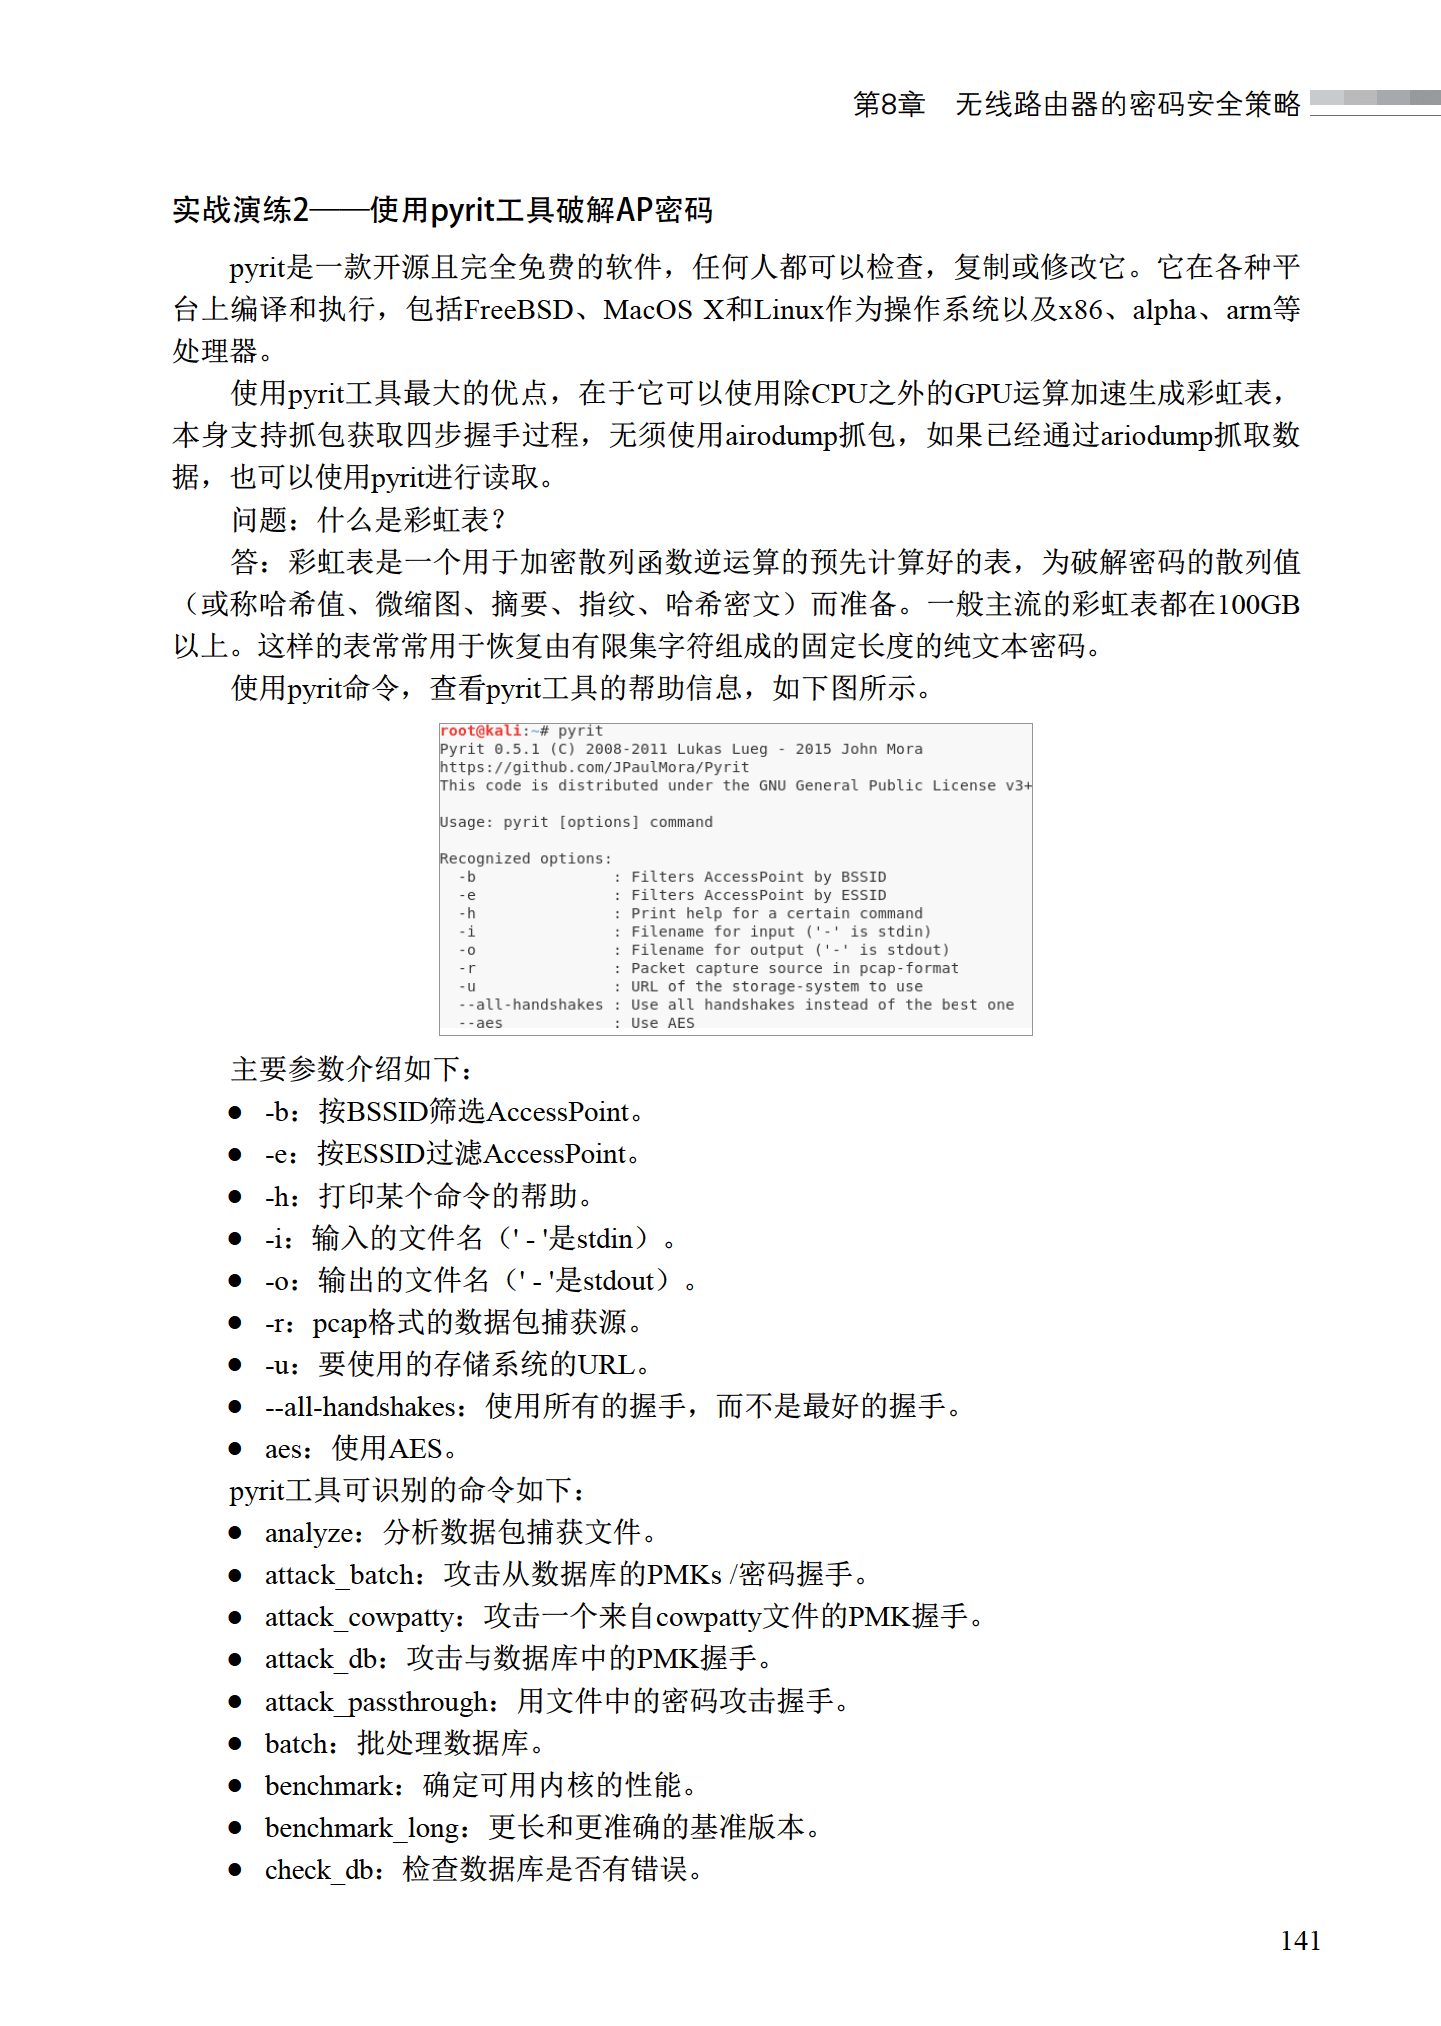 第8章　无线路由器的密码安全策略
实战演练2——使用pyrit工具破解AP密码
pyrit是一款开源且完全免费的软件，任何人都可以检查，复制或修改它。它在各种平
台上编译和执行，包括FreeBSD、MacOS X和Linux作为操作系统以及x86、alpha、arm等
处理器。
使用pyrit工具最大的优点，在于它可以使用除CPU之外的GPU运算加速生成彩虹表，
本身支持抓包获取四步握手过程，无须使用airodump抓包，如果已经通过ariodump抓取数
据，也可以使用pyrit进行读取。
问题：什么是彩虹表？
答：彩虹表是一个用于加密散列函数逆运算的预先计算好的表，为破解密码的散列值
（或称哈希值、微缩图、摘要、指纹、哈希密文）而准备。一般主流的彩虹表都在100GB
以上。这样的表常常用于恢复由有限集字符组成的固定长度的纯文本密码。
使用pyrit命令，查看pyrit工具的帮助信息，如下图所示。
root@kali:~# pyrit
Pyrit 0.5.1 (C) 2008-2011 Lukas Lueg - 2015 John Mora
https://github.com/JPaulMora/Pyrit
This code is distributed under the GNU General Public License v3+
Usage: pyrit [options] command
Recognized options:
-b : Filters AccessPoint by BSSID
-e : Filters AccessPoint by ESSID
-h : Print help for a certain command
-i : Filename for input ('-' is stdin)
-o : Filename for output ('-' is stdout)
-r : Packet capture source in pcap-format
-u : URL of the storage-system to use
--all-handshakes : Use all handshakes instead of the best one
--aes : Use AES
主要参数介绍如下：
● -b：按BSSID筛选AccessPoint。
● -e：按ESSID过滤AccessPoint。
● -h：打印某个命令的帮助。
● -i：输入的文件名（' - '是stdin）。
● -o：输出的文件名（' - '是stdout）。
● -r：pcap格式的数据包捕获源。
● -u：要使用的存储系统的URL。
● --all-handshakes：使用所有的握手，而不是最好的握手。
● aes：使用AES。
pyrit工具可识别的命令如下：
● analyze：分析数据包捕获文件。
● attack_batch：攻击从数据库的PMKs /密码握手。
● attack_cowpatty：攻击一个来自cowpatty文件的PMK握手。
● attack_db：攻击与数据库中的PMK握手。
● attack_passthrough：用文件中的密码攻击握手。
● batch：批处理数据库。
● benchmark：确定可用内核的性能。
● benchmark_long：更长和更准确的基准版本。
● check_db：检查数据库是否有错误。
141